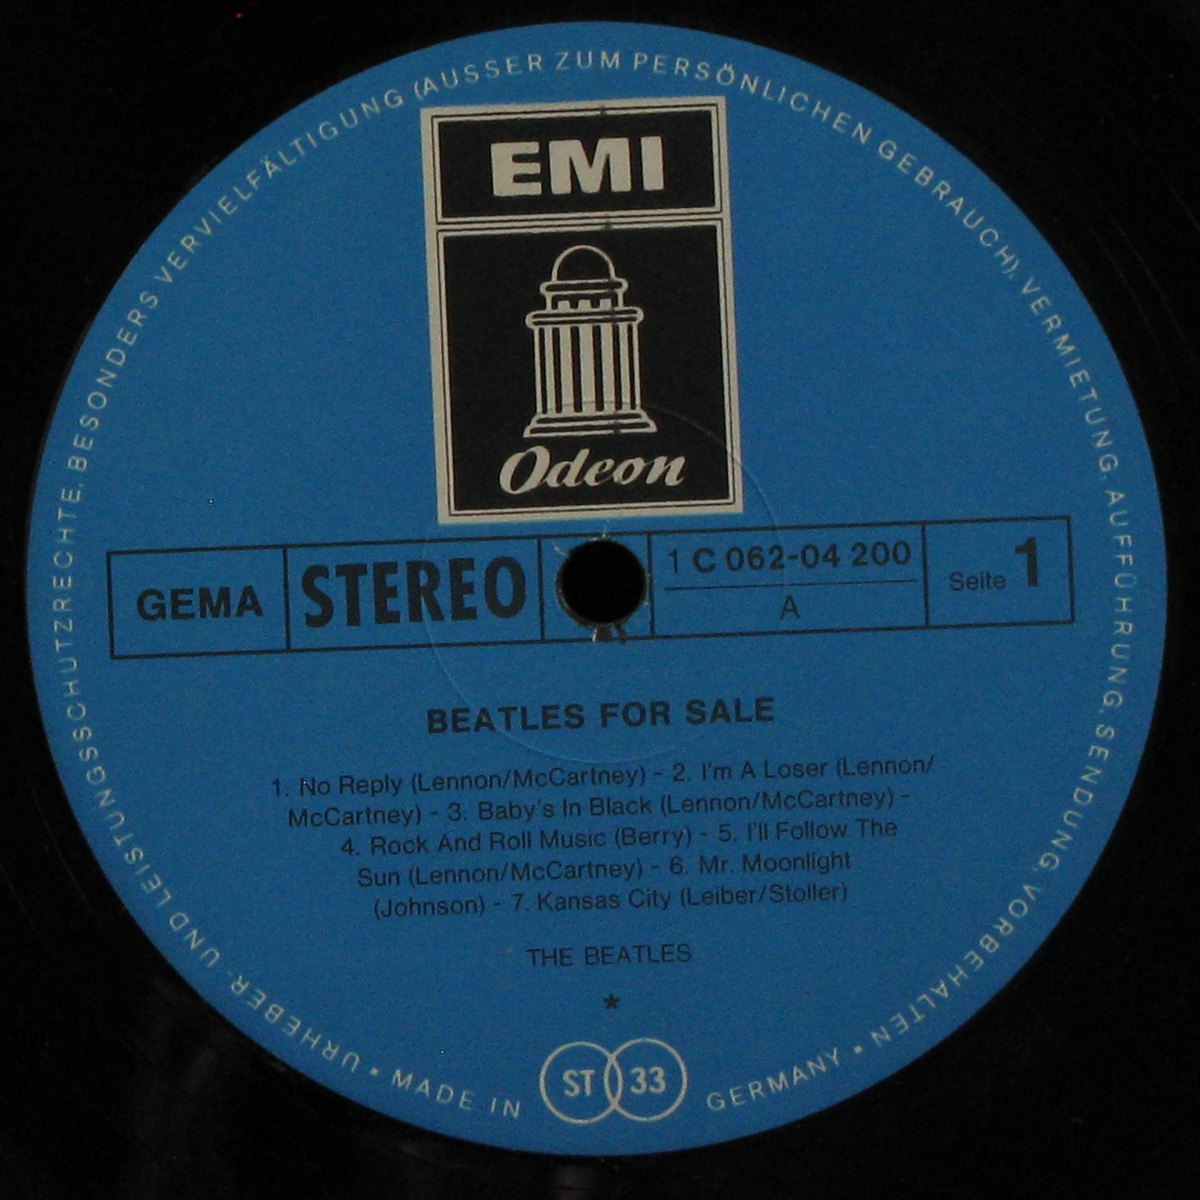 URHEBER- UND LEISTUNGSSCHUTZRECHTE, BESONDERS VERVIELFÄLTIGUNG (AUSSER ZUM PERSÖNLICHEN GEBRAUCH), VERMIETUNG, AUFFÜHRUNG, SENDUNG, VORBEHALTEN
EMI
Odeon
GEMA
STEREO
1 C 062-04 200
A
Seite 1
BEATLES FOR SALE
1. No Reply (Lennon/McCartney) - 2. I'm A Loser (Lennon/
McCartney) - 3. Baby's In Black (Lennon/McCartney) -
4. Rock And Roll Music (Berry) - 5. I'll Follow The
Sun (Lennon/McCartney) - 6. Mr. Moonlight
(Johnson) - 7. Kansas City (Leiber/Stoller)
THE BEATLES
*
ST 33
▪ MADE IN GERMANY ▪